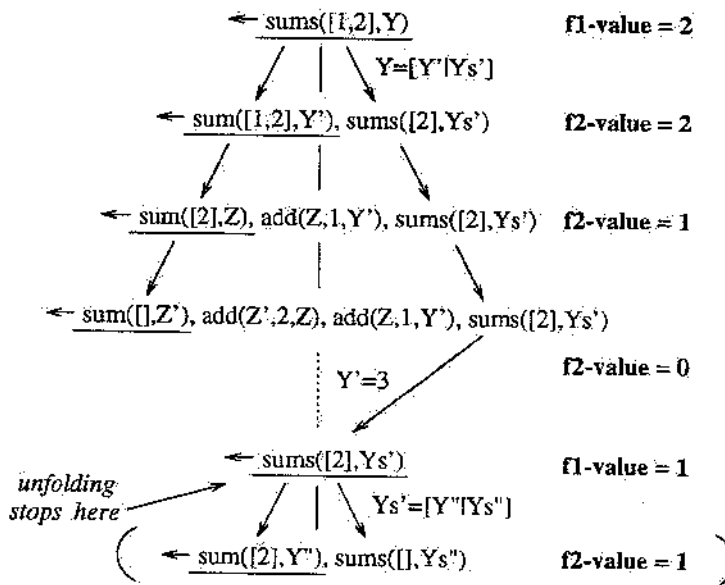 ← sums([1,2],Y) f1-value = 2
Y=[Y'|Ys']
← sum([1,2],Y'), sums([2],Ys') f2-value = 2
← sum([2],Z), add(Z,1,Y'), sums([2],Ys') f2-value = 1
← sum([],Z'), add(Z',2,Z), add(Z,1,Y'), sums([2],Ys')
Y'=3 f2-value = 0
← sums([2],Ys') f1-value = 1
unfolding
stops here
Ys'=[Y"|Ys"]
( ← sum([2],Y"), sums([],Ys") f2-value = 1 )